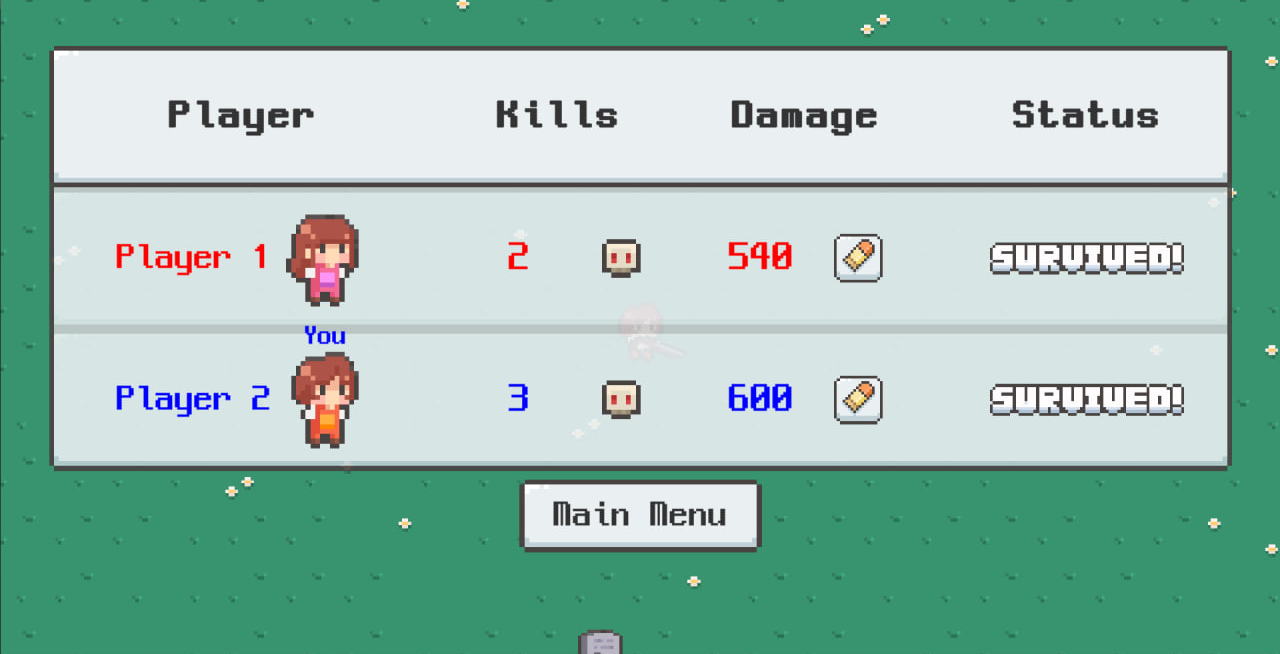 Player Kills Damage Status
Player 1 2 540 SURVIVED!
You
Player 2 3 600 SURVIVED!
Main Menu